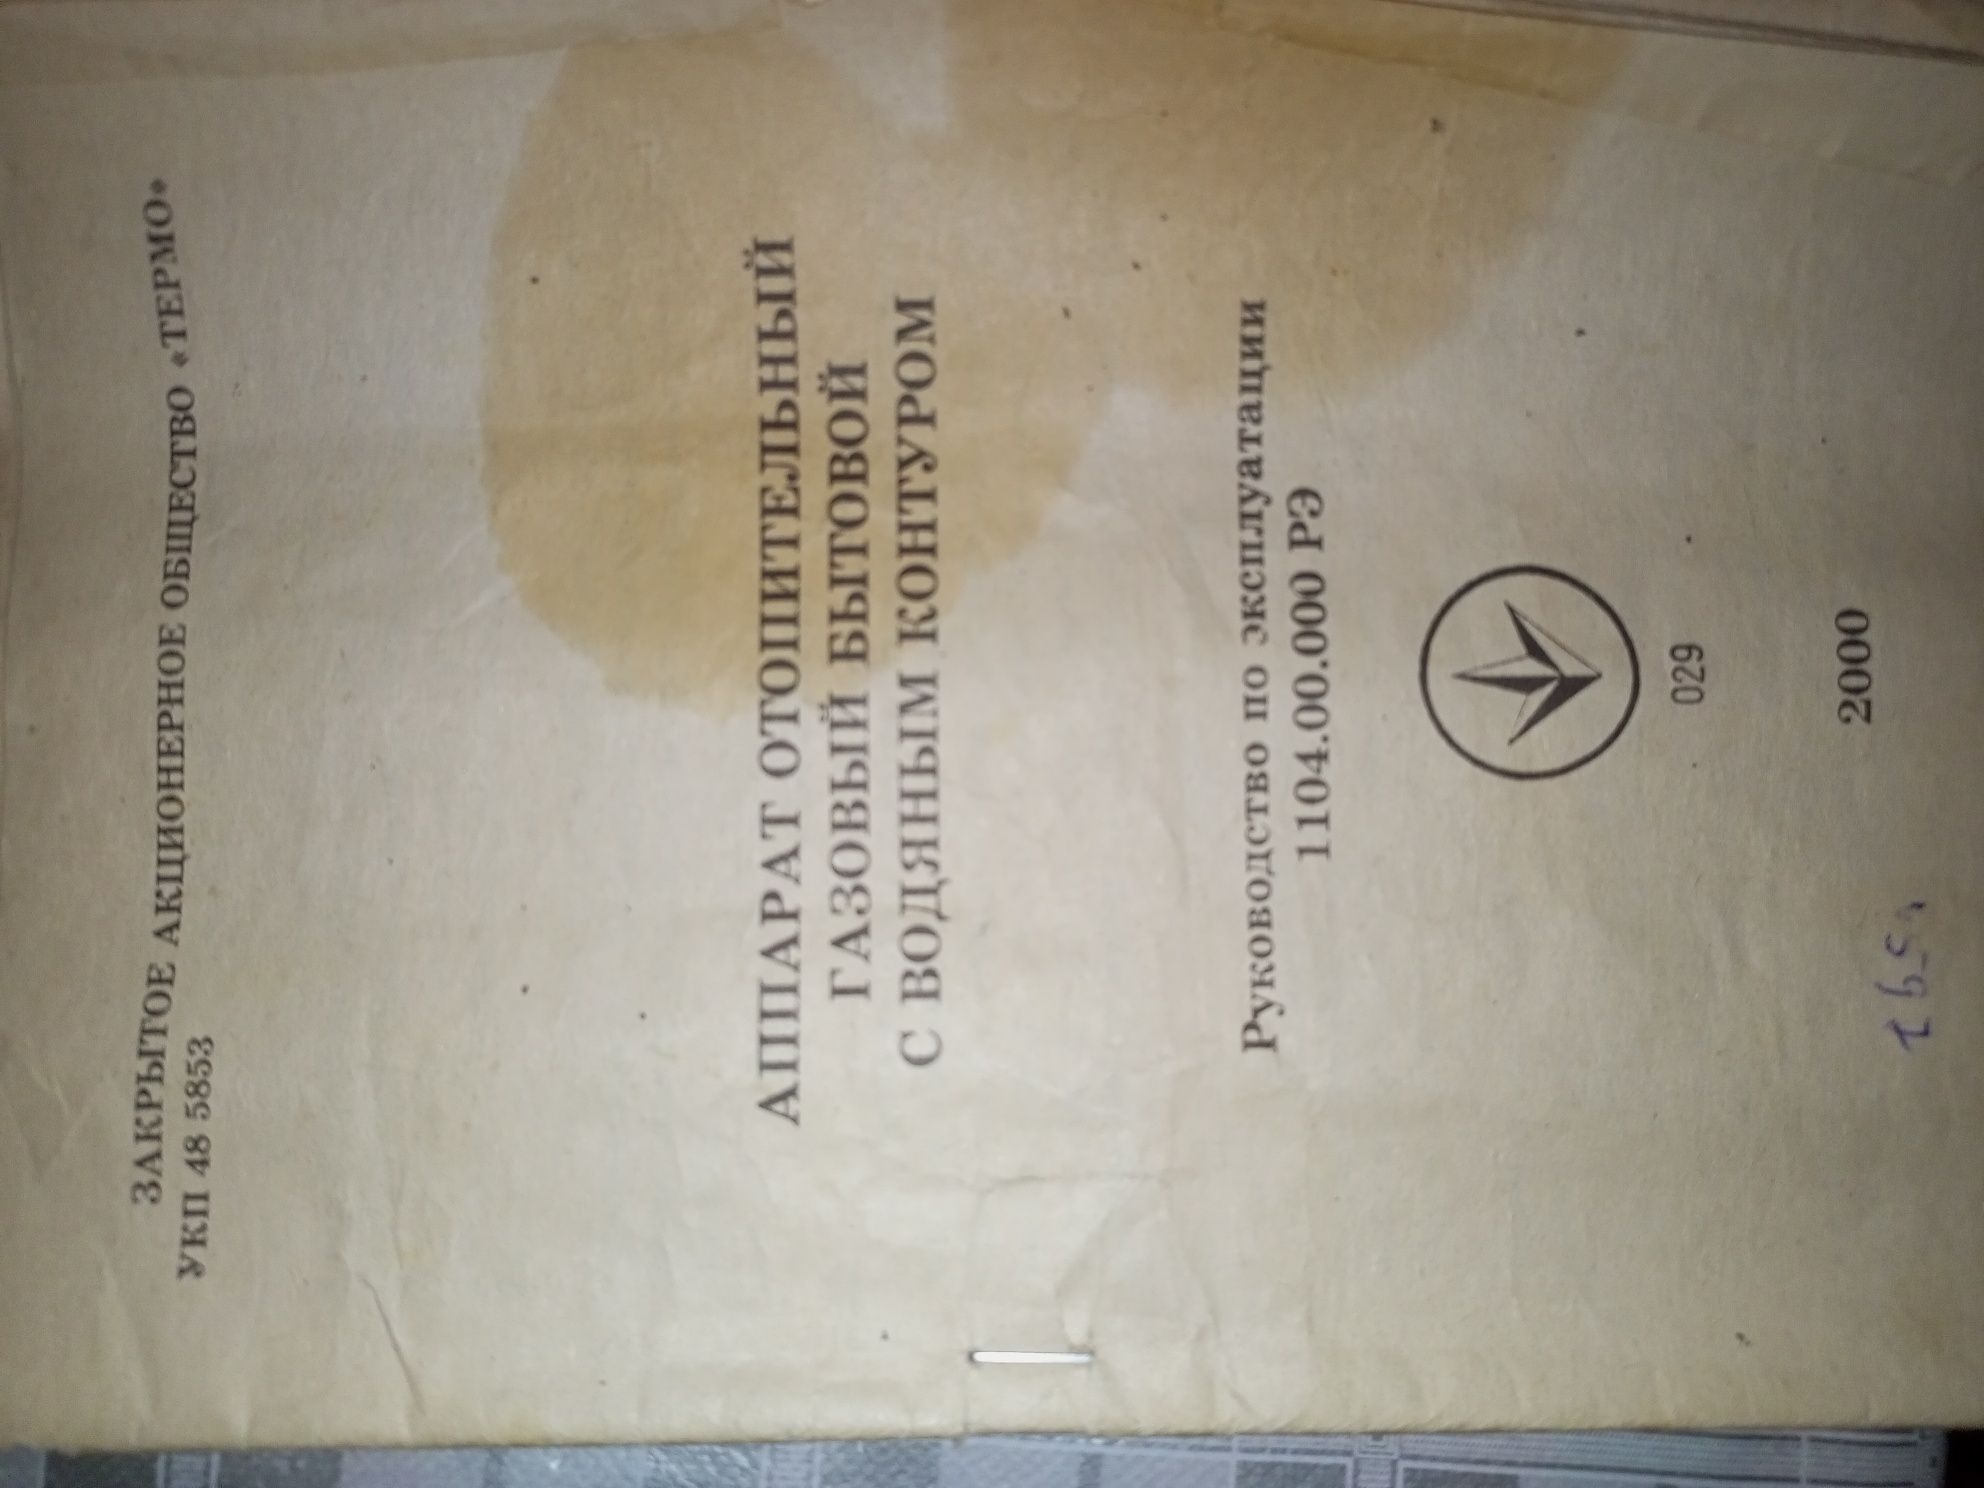 ЗАКРЫТОЕ АКЦИОНЕРНОЕ ОБЩЕСТВО «ТЕРМО»
УКП 48 5853
АППАРАТ ОТОПИТЕЛЬНЫЙ
ГАЗОВЫЙ БЫТОВОЙ
С ВОДЯНЫМ КОНТУРОМ
Руководство по эксплуатации
1104.00.000 РЭ
029
2000